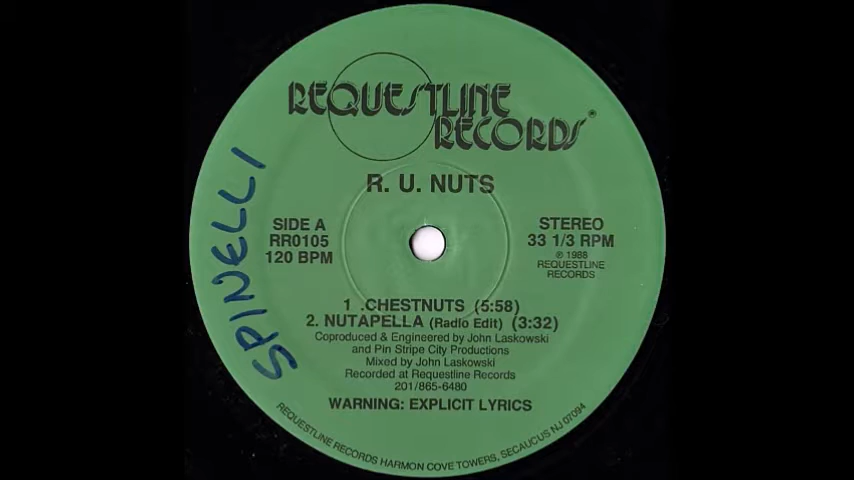 REQUESTLINE
RECORDS®
R. U. NUTS
SPINELLI
SIDE A
RR0105
120 BPM
STEREO
33 1/3 RPM
℗ 1988
REQUESTLINE
RECORDS
1 .CHESTNUTS (5:58)
2. NUTAPELLA (Radio Edit) (3:32)
Coproduced & Engineered by John Laskowski
and Pin Stripe City Productions
Mixed by John Laskowski
Recorded at Requestline Records
201/865-6480
WARNING: EXPLICIT LYRICS
REQUESTLINE RECORDS HARMON COVE TOWERS, SECAUCUS NJ 07094